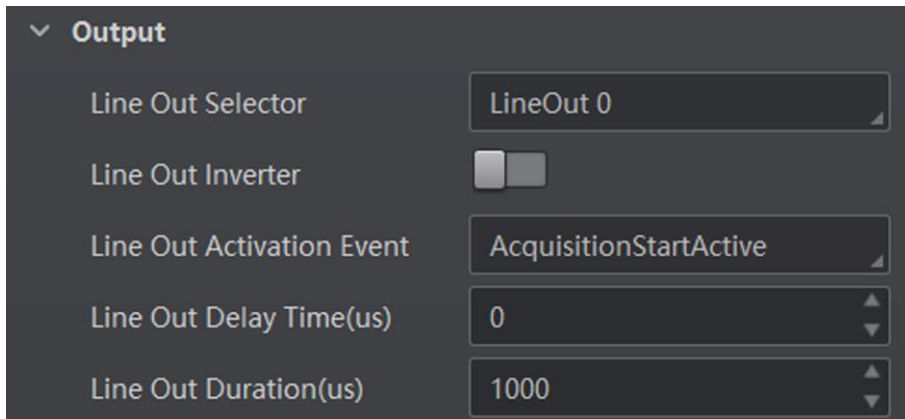 Output
Line Out Selector LineOut 0
Line Out Inverter
Line Out Activation Event AcquisitionStartActive
Line Out Delay Time(us) 0
Line Out Duration(us) 1000